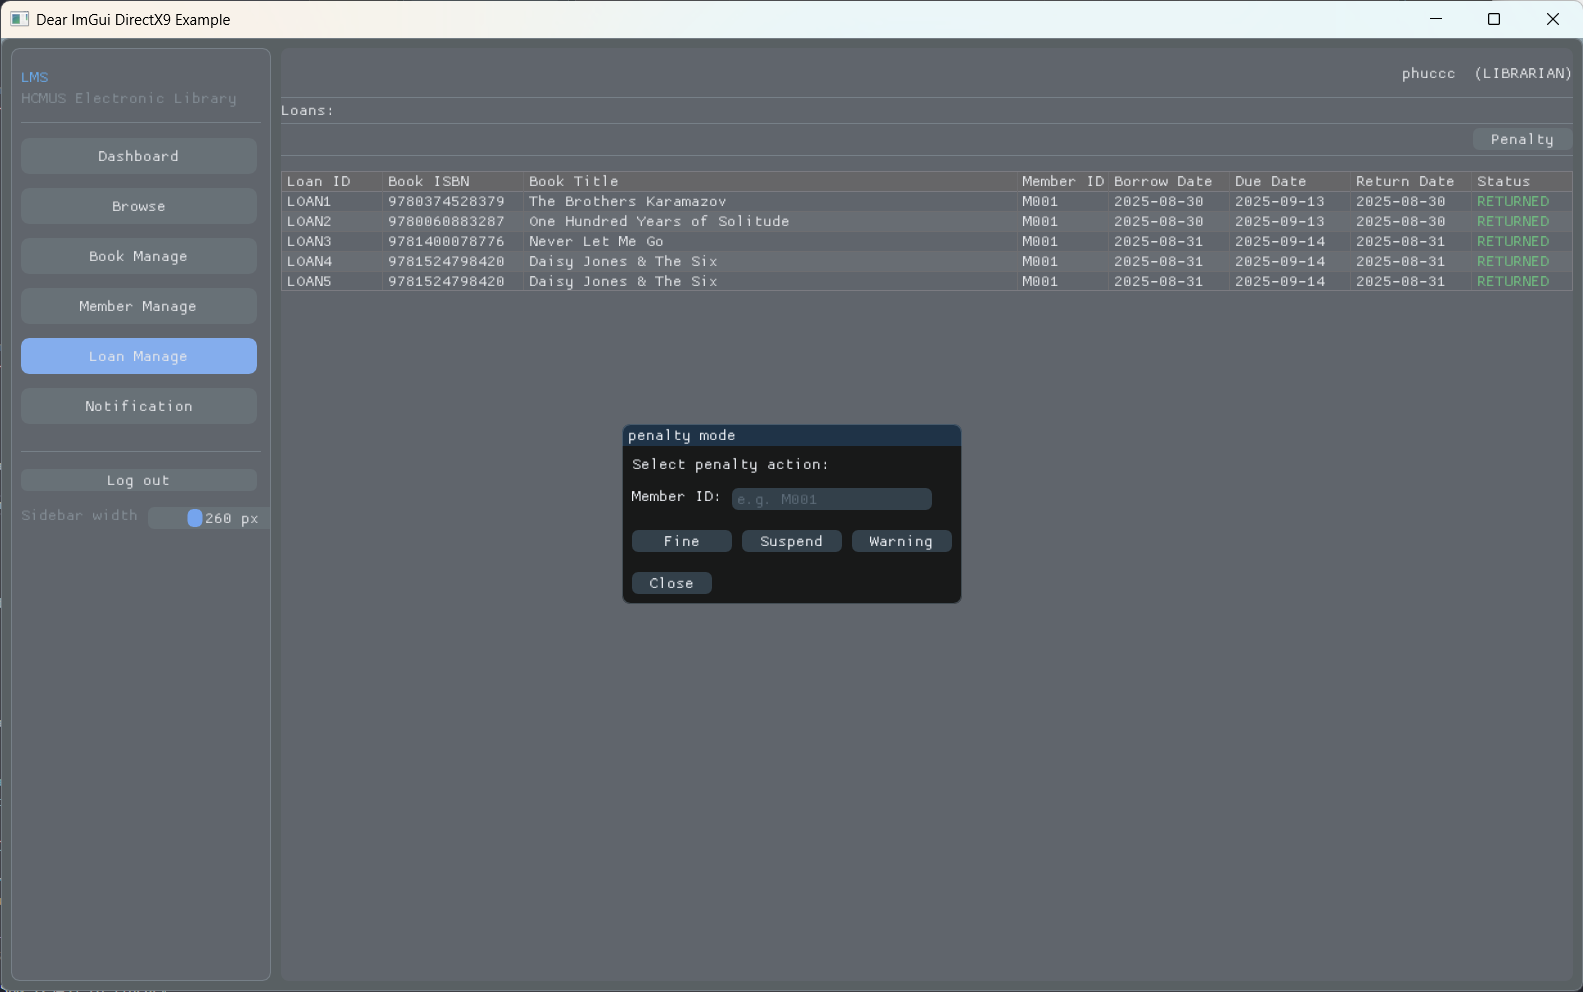 Dear ImGui DirectX9 Example
LMS
HCMUS Electronic Library
Dashboard
Browse
Book Manage
Member Manage
Loan Manage
Notification
Log out
Sidebar width 260 px
phuccc (LIBRARIAN)
Loans:
Penalty
Loan ID Book ISBN Book Title Member ID Borrow Date Due Date Return Date Status
LOAN1 9780374528379 The Brothers Karamazov M001 2025-08-30 2025-09-13 2025-08-30 RETURNED
LOAN2 9780060883287 One Hundred Years of Solitude M001 2025-08-30 2025-09-13 2025-08-30 RETURNED
LOAN3 9781400078776 Never Let Me Go M001 2025-08-31 2025-09-14 2025-08-31 RETURNED
LOAN4 9781524798420 Daisy Jones & The Six M001 2025-08-31 2025-09-14 2025-08-31 RETURNED
LOAN5 9781524798420 Daisy Jones & The Six M001 2025-08-31 2025-09-14 2025-08-31 RETURNED
penalty mode
Select penalty action:
Member ID: e.g. M001
Fine Suspend Warning
Close